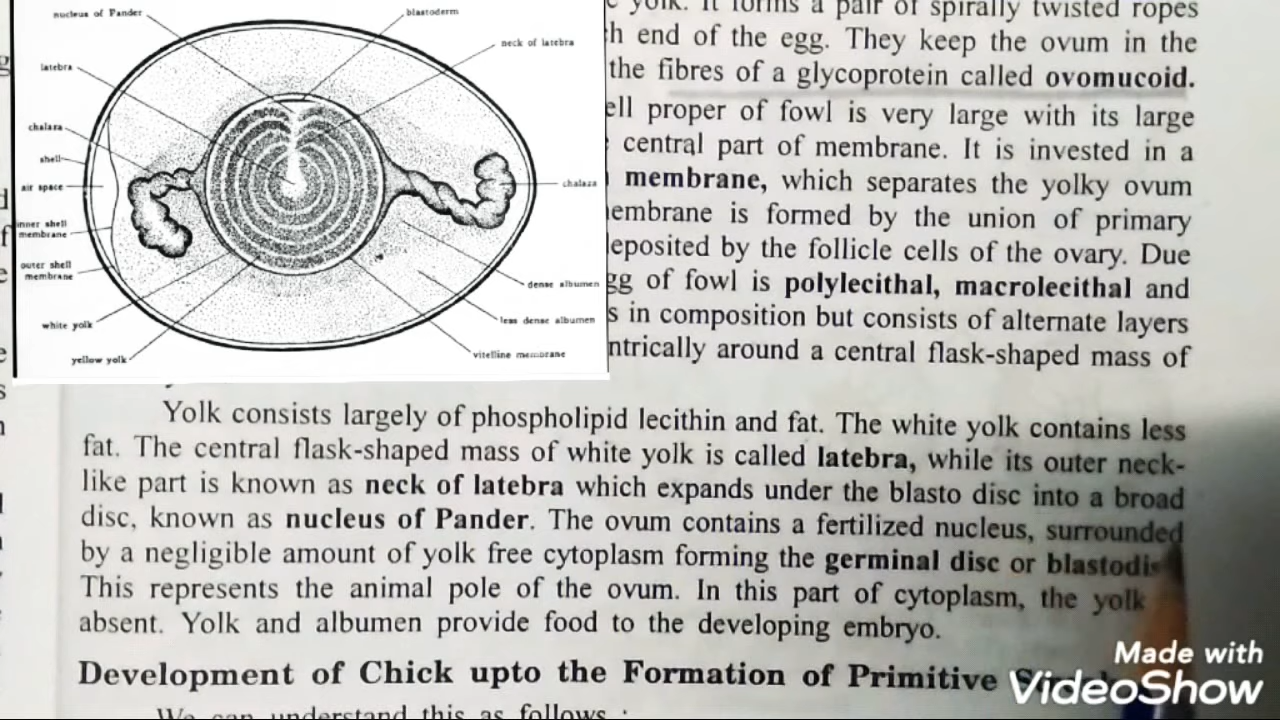 nucleus of Pander
blastoderm
neck of latebra
latebra
chalaza
shell
air space
inner shell
membrane
outer shell
membrane
white yolk
yellow yolk
chalaza
dense albumen
less dense albumen
vitelline membrane
yolk. It forms a pair of spirally twisted ropes
end of the egg. They keep the ovum in the
the fibres of a glycoprotein called ovomucoid.
ell proper of fowl is very large with its large
central part of membrane. It is invested in a
membrane, which separates the yolky ovum
embrane is formed by the union of primary
eposited by the follicle cells of the ovary. Due
gg of fowl is polylecithal, macrolecithal and
s in composition but consists of alternate layers
ntrically around a central flask-shaped mass of
Yolk consists largely of phospholipid lecithin and fat. The white yolk contains less
fat. The central flask-shaped mass of white yolk is called latebra, while its outer neck-
like part is known as neck of latebra which expands under the blasto disc into a broad
disc, known as nucleus of Pander. The ovum contains a fertilized nucleus, surrounded
by a negligible amount of yolk free cytoplasm forming the germinal disc or blastodis
This represents the animal pole of the ovum. In this part of cytoplasm, the yolk
absent. Yolk and albumen provide food to the developing embryo.
Development of Chick upto the Formation of Primitive
We can understand this as follows :
Made with
VideoShow